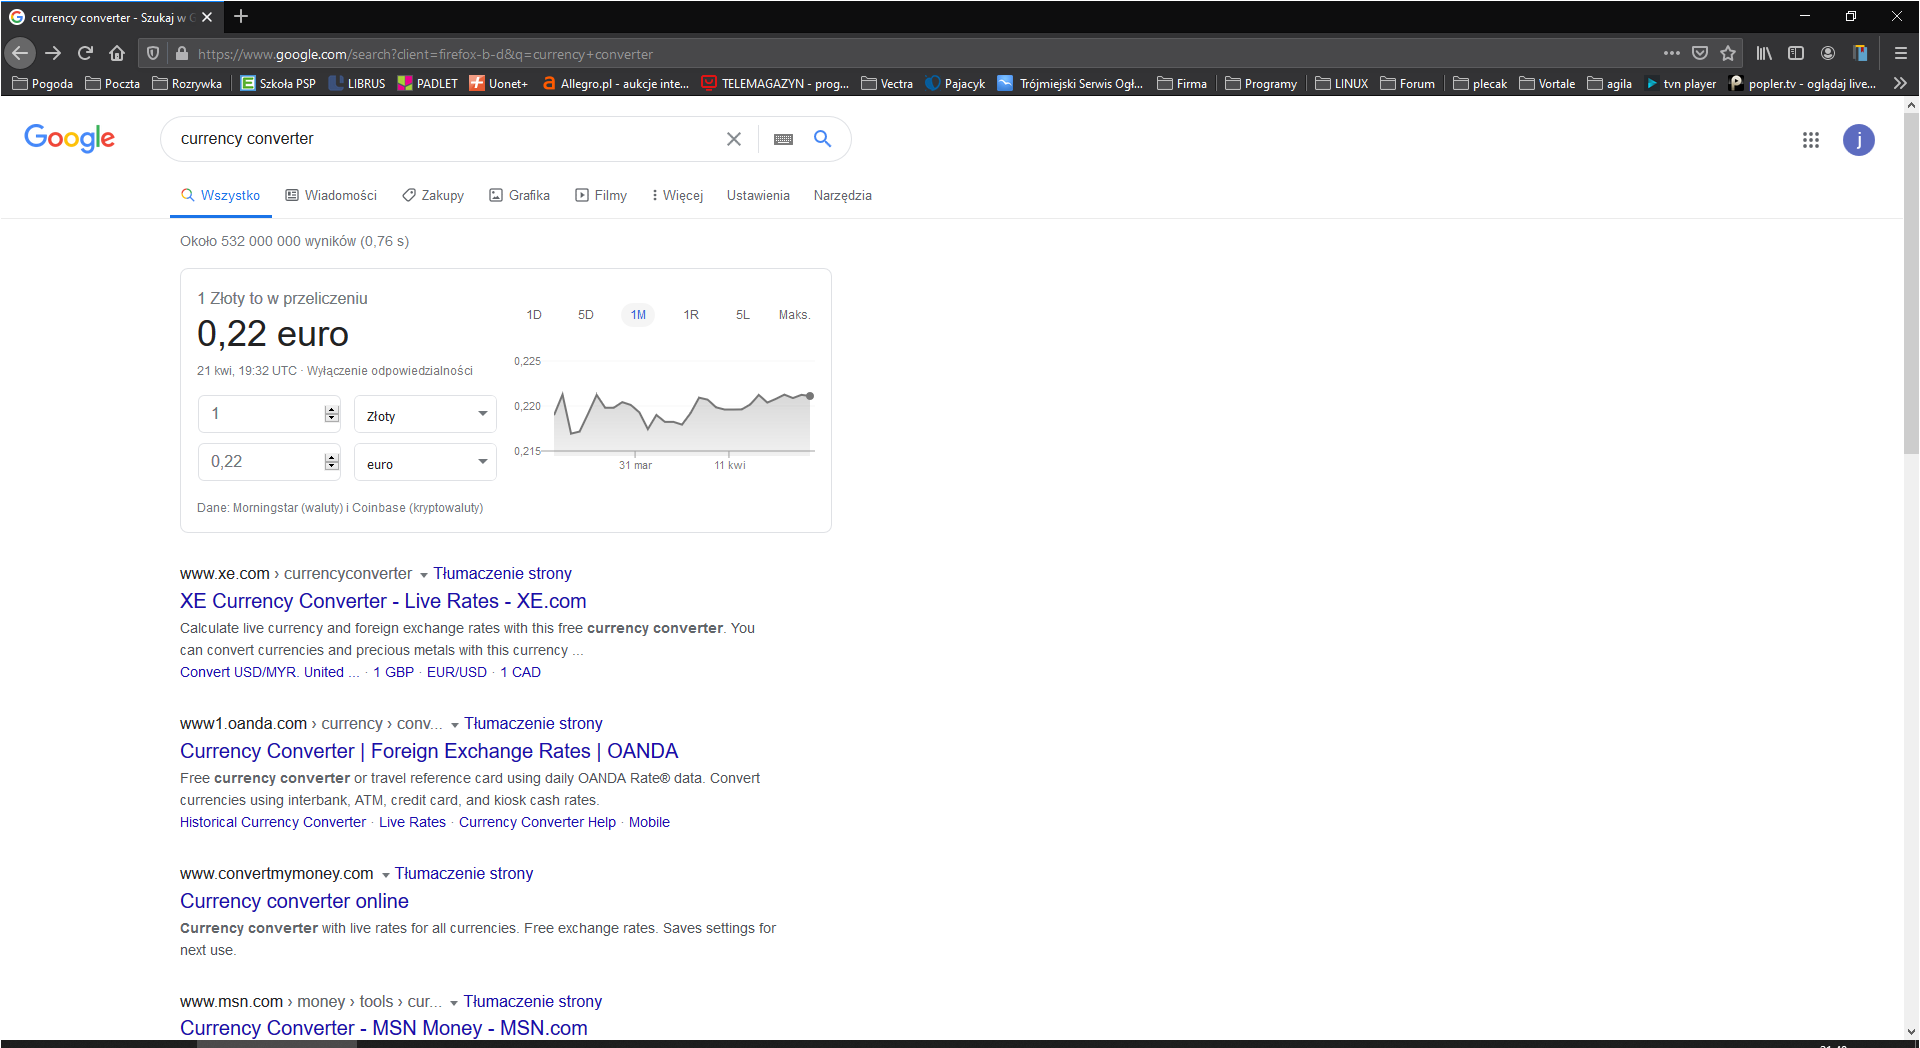 currency converter - Szukaj w G
https://www.google.com/search?client=firefox-b-d&q=currency+converter
Pogoda Poczta Rozrywka Szkoła PSP LIBRUS PADLET Uonet+ Allegro.pl - aukcje inte... TELEMAGAZYN - prog... Vectra Pajacyk Trójmiejski Serwis Ogł... Firma Programy LINUX Forum plecak Vortale agila tvn player popler.tv - oglądaj live...
Google
currency converter
j
Wszystko Wiadomości Zakupy Grafika Filmy Więcej Ustawienia Narzędzia
Około 532 000 000 wyników (0,76 s)
1 Złoty to w przeliczeniu
0,22 euro
21 kwi, 19:32 UTC · Wyłączenie odpowiedzialności
1 Złoty
0,22 euro
1D 5D 1M 1R 5L Maks.
0,225
0,220
0,215
31 mar 11 kwi
Dane: Morningstar (waluty) i Coinbase (kryptowaluty)
www.xe.com › currencyconverter Tłumaczenie strony
XE Currency Converter - Live Rates - XE.com
Calculate live currency and foreign exchange rates with this free currency converter. You
can convert currencies and precious metals with this currency ...
Convert USD/MYR. United ... · 1 GBP · EUR/USD · 1 CAD
www1.oanda.com › currency › conv... Tłumaczenie strony
Currency Converter | Foreign Exchange Rates | OANDA
Free currency converter or travel reference card using daily OANDA Rate® data. Convert
currencies using interbank, ATM, credit card, and kiosk cash rates.
Historical Currency Converter · Live Rates · Currency Converter Help · Mobile
www.convertmymoney.com Tłumaczenie strony
Currency converter online
Currency converter with live rates for all currencies. Free exchange rates. Saves settings for
next use.
www.msn.com › money › tools › cur... Tłumaczenie strony
Currency Converter - MSN Money - MSN.com